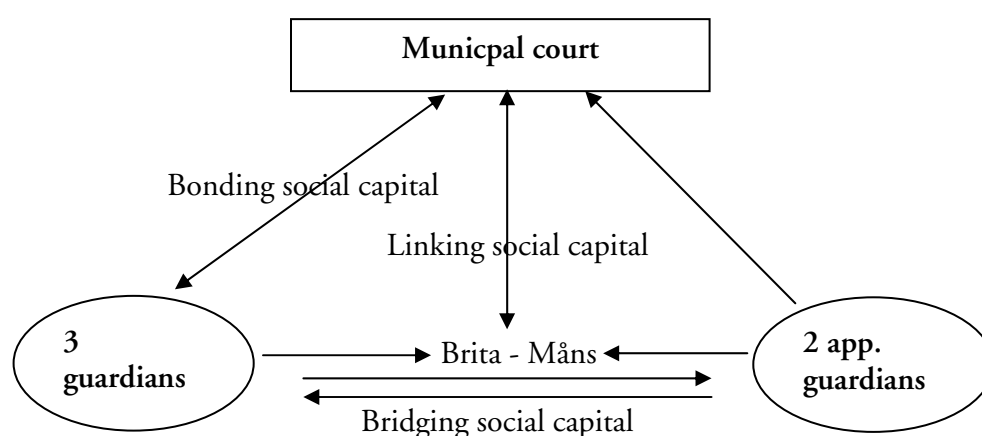 Municpal court
Bonding social capital
Linking social capital
3
guardians
Brita - Måns
2 app.
guardians
Bridging social capital